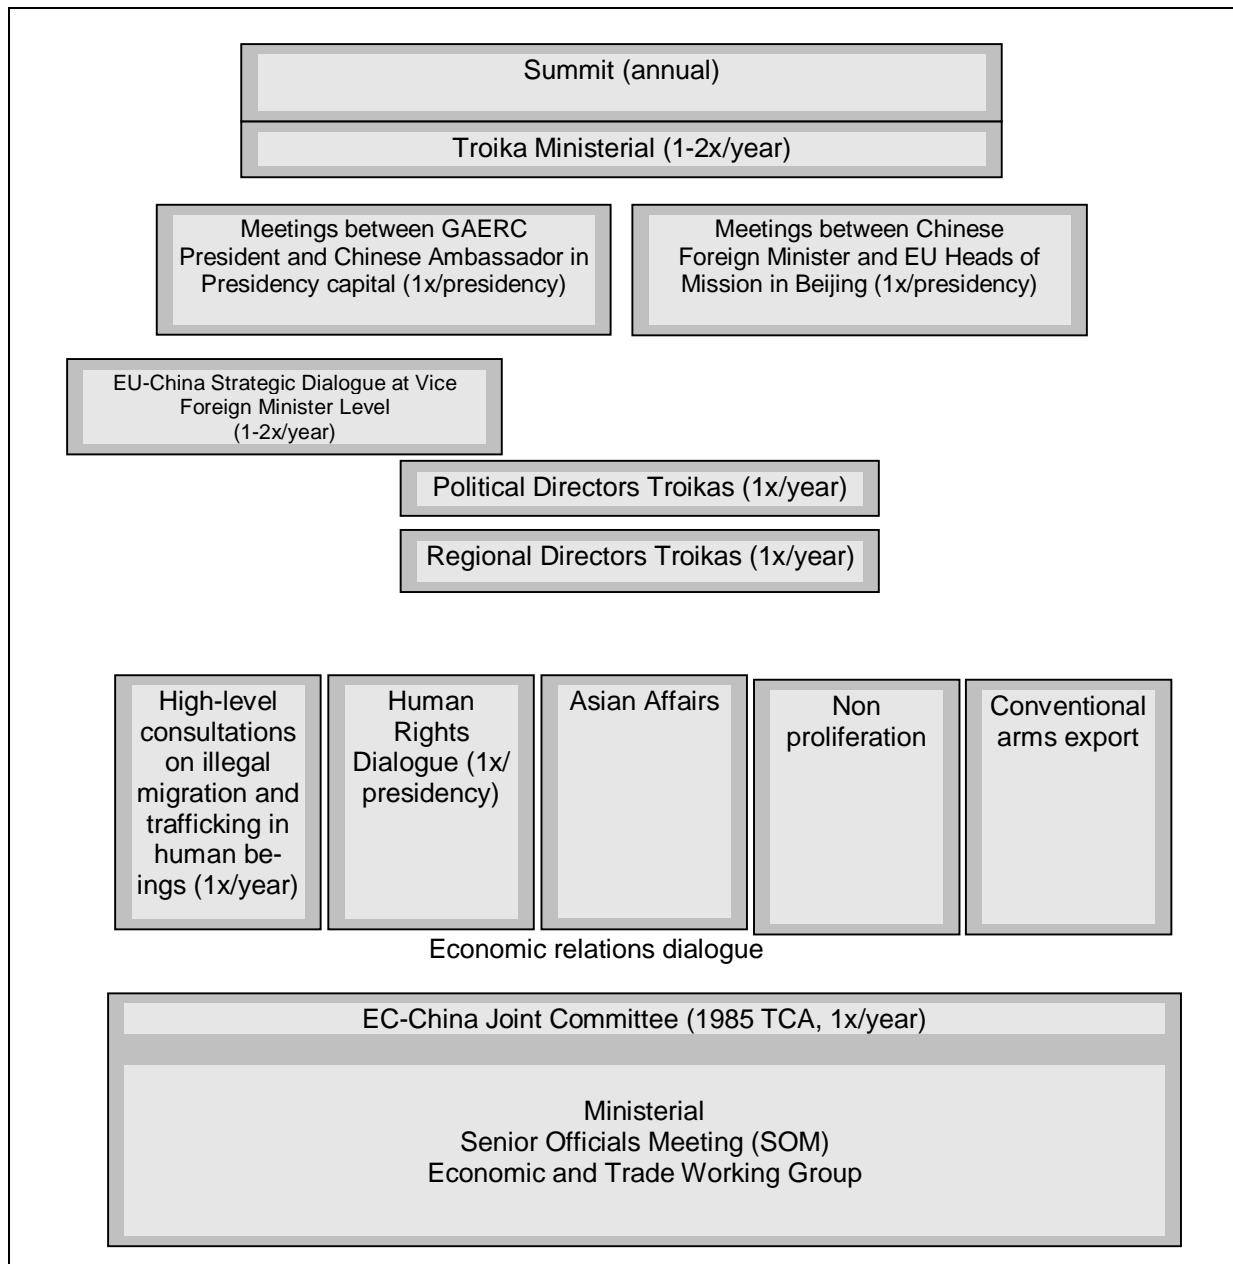 Summit (annual)
Troika Ministerial (1-2x/year)
Meetings between GAERC
President and Chinese Ambassador in
Presidency capital (1x/presidency)
Meetings between Chinese
Foreign Minister and EU Heads of
Mission in Beijing (1x/presidency)
EU-China Strategic Dialogue at Vice
Foreign Minister Level
(1-2x/year)
Political Directors Troikas (1x/year)
Regional Directors Troikas (1x/year)
High-level
consultations
on illegal
migration and
trafficking in
human be-
ings (1x/year)
Human
Rights
Dialogue (1x/
presidency)
Asian Affairs
Non
proliferation
Conventional
arms export
Economic relations dialogue
EC-China Joint Committee (1985 TCA, 1x/year)
Ministerial
Senior Officials Meeting (SOM)
Economic and Trade Working Group